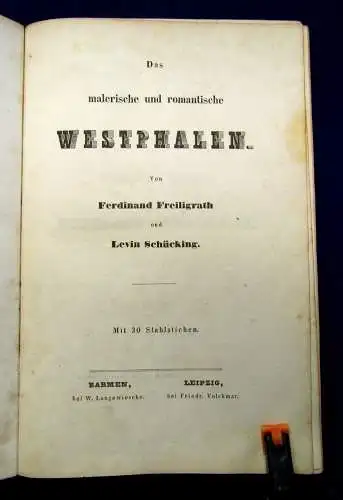 Das
malerische und romantische
WESTPHALEN.
Von
Ferdinand Freiligrath
und
Levin Schücking.
Mit 30 Stahlstichen.
BARMEN, LEIPZIG,
bei W. Langewiesche. bei Friedr. Volckmar.